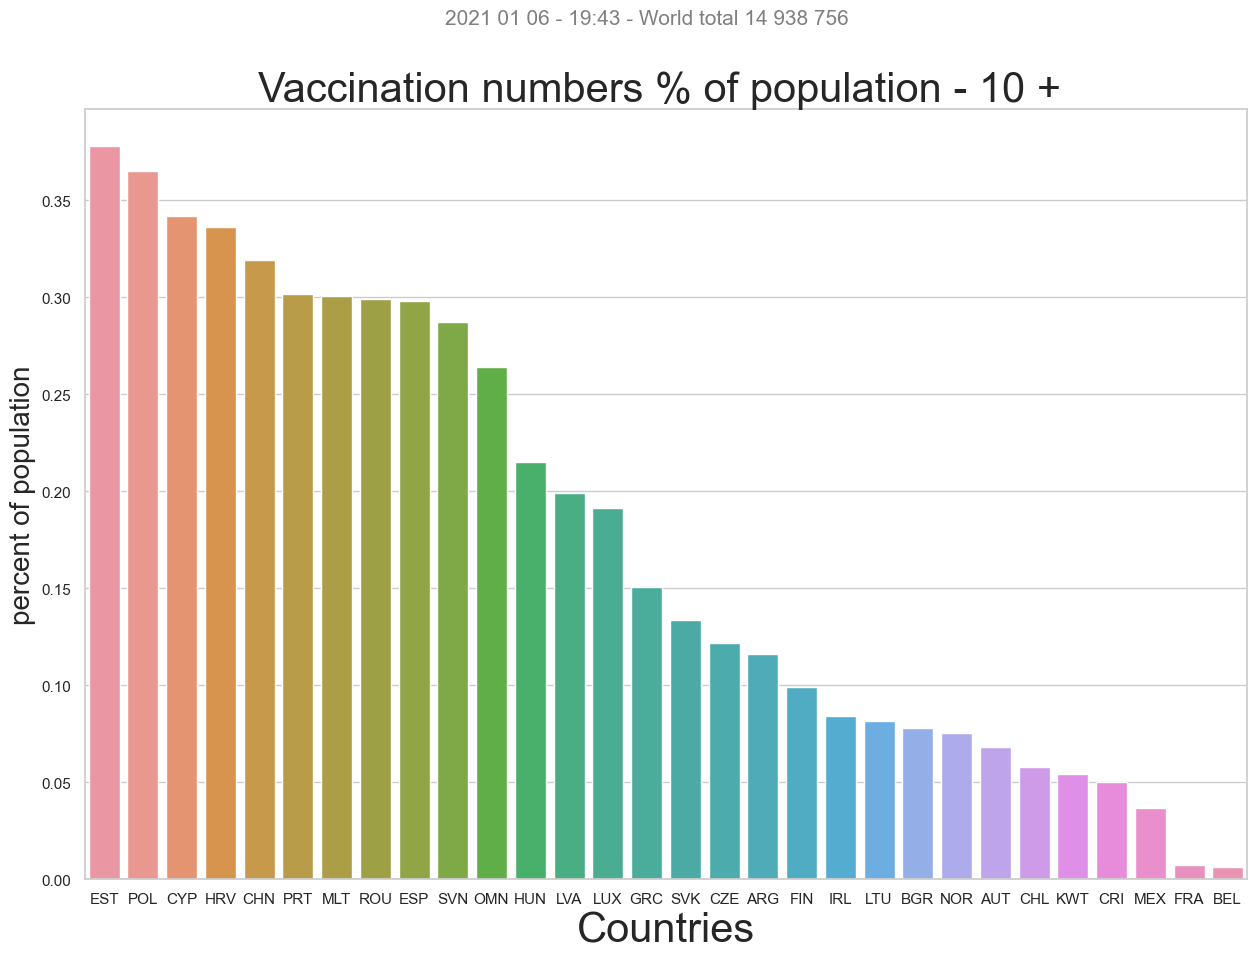 2021 01 06 - 19:43 - World total 14 938 756
Vaccination numbers % of population - 10 +
percent of population
0.35
0.30
0.25
0.20
0.15
0.10
0.05
0.00
EST POL CYP HRV CHN PRT MLT ROU ESP SVN OMN HUN LVA LUX GRC SVK CZE ARG FIN IRL LTU BGR NOR AUT CHL KWT CRI MEX FRA BEL
Countries